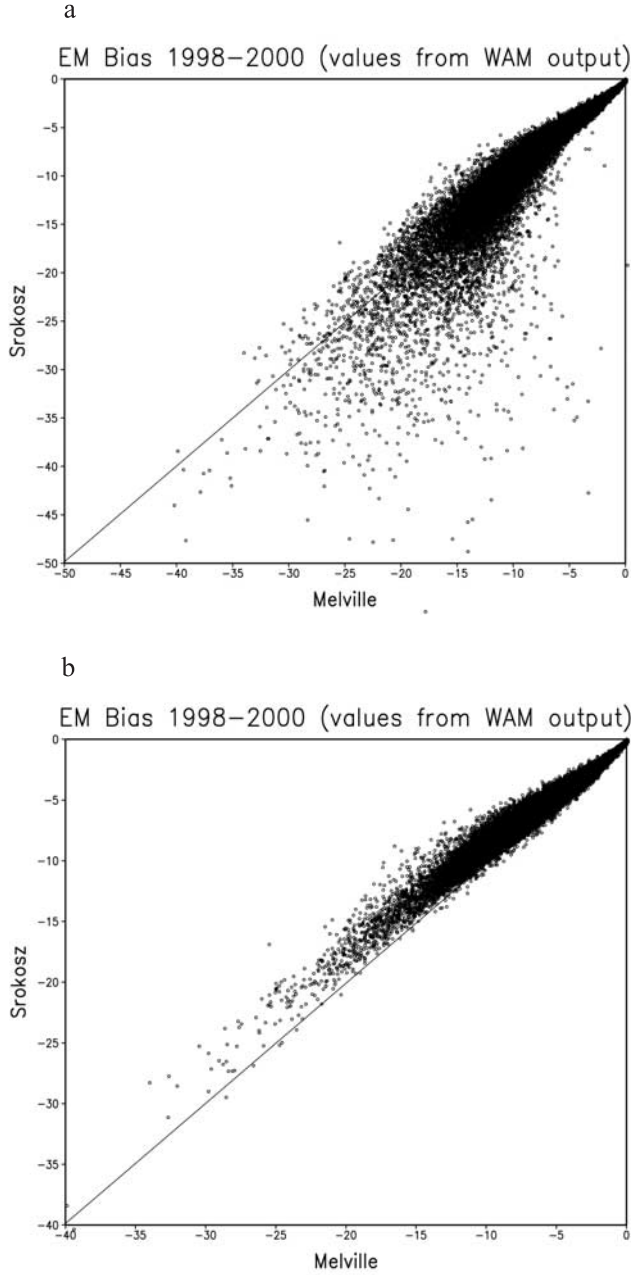 a
EM Bias 1998–2000 (values from WAM output)
0
−5
−10
−15
−20
−25
−30
−35
−40
−45
−50
Srokosz
−50 −45 −40 −35 −30 −25 −20 −15 −10 −5 0
Melville
b
EM Bias 1998–2000 (values from WAM output)
0
−5
−10
−15
−20
−25
−30
−35
−40
Srokosz
−40 −35 −30 −25 −20 −15 −10 −5 0
Melville